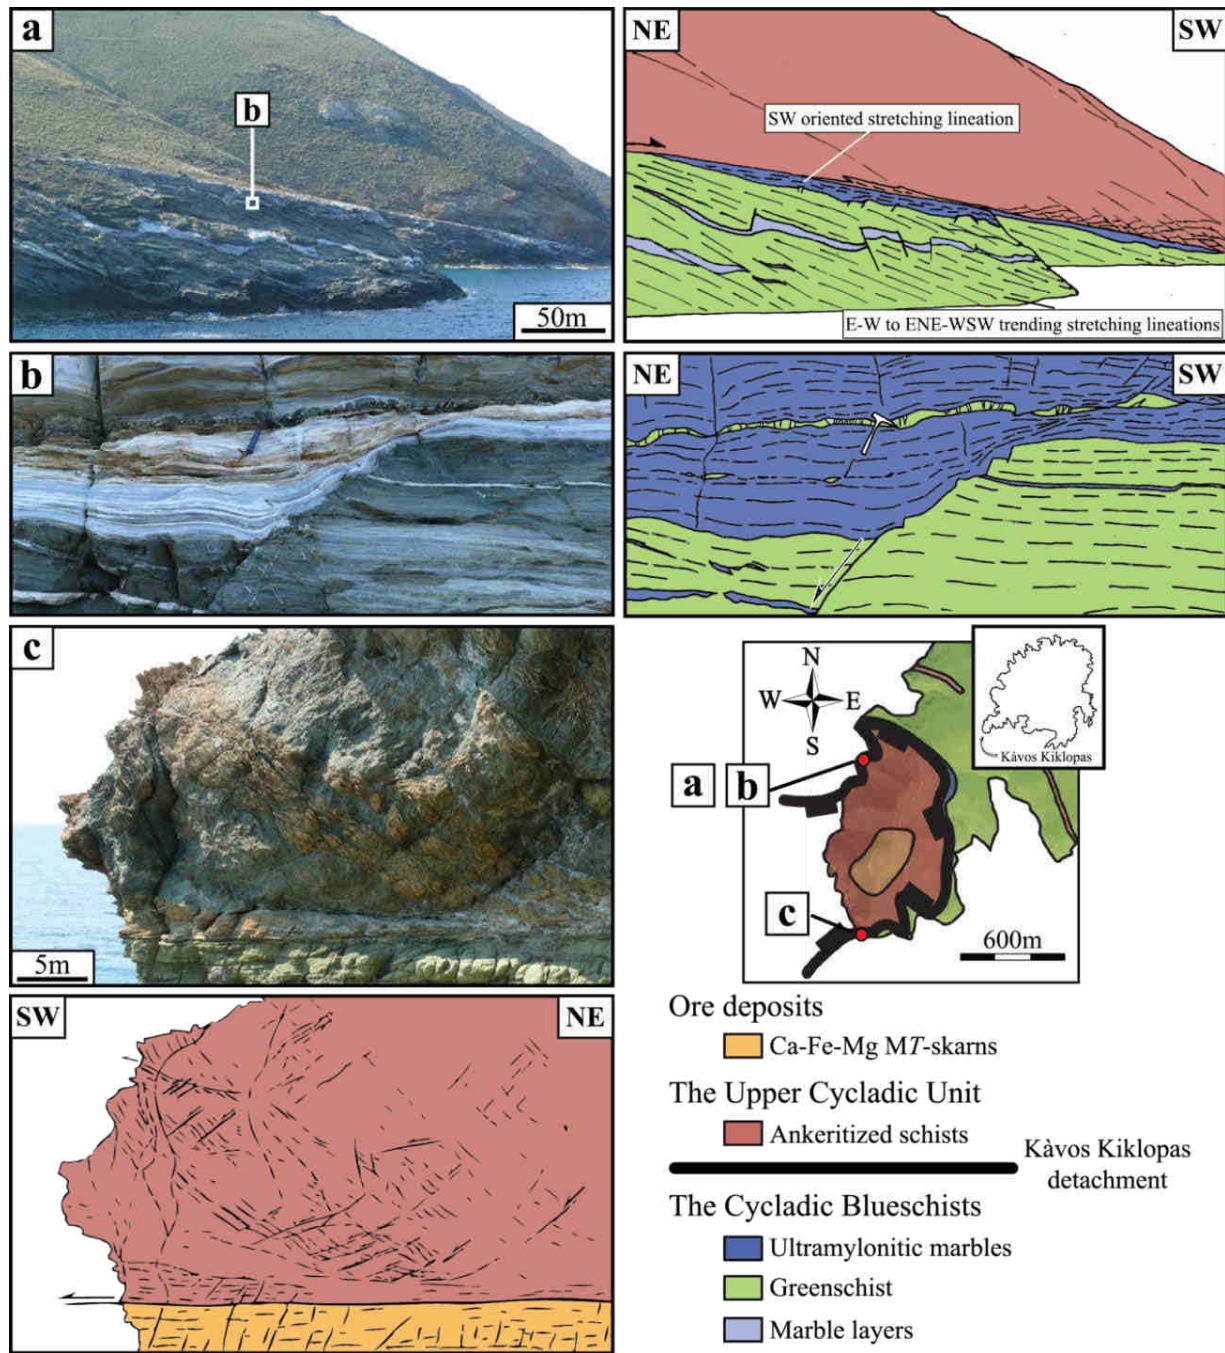 a
b
50m
NE
SW
SW oriented stretching lineation
E-W to ENE-WSW trending stretching lineations
b
NE
SW
c
5m
N
W
E
S
Kàvos Kiklopas
a
b
c
600m
SW
NE
Ore deposits
Ca-Fe-Mg MT-skarns
The Upper Cycladic Unit
Ankeritized schists
Kàvos Kiklopas
detachment
The Cycladic Blueschists
Ultramylonitic marbles
Greenschist
Marble layers